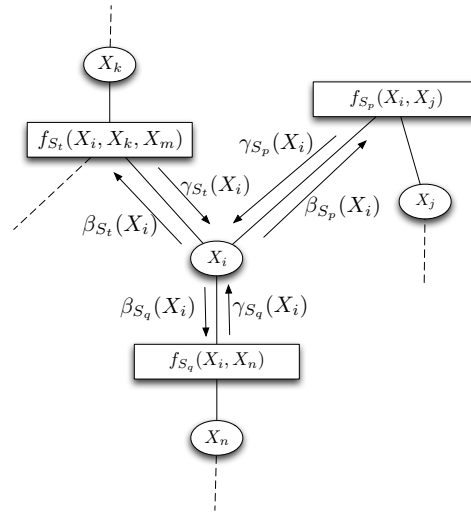 X_k
f_{S_t}(X_i, X_k, X_m)
f_{S_p}(X_i, X_j)
γ_{S_p}(X_i)
γ_{S_t}(X_i)
β_{S_t}(X_i)
β_{S_p}(X_i)
X_j
X_i
β_{S_q}(X_i)
γ_{S_q}(X_i)
f_{S_q}(X_i, X_n)
X_n